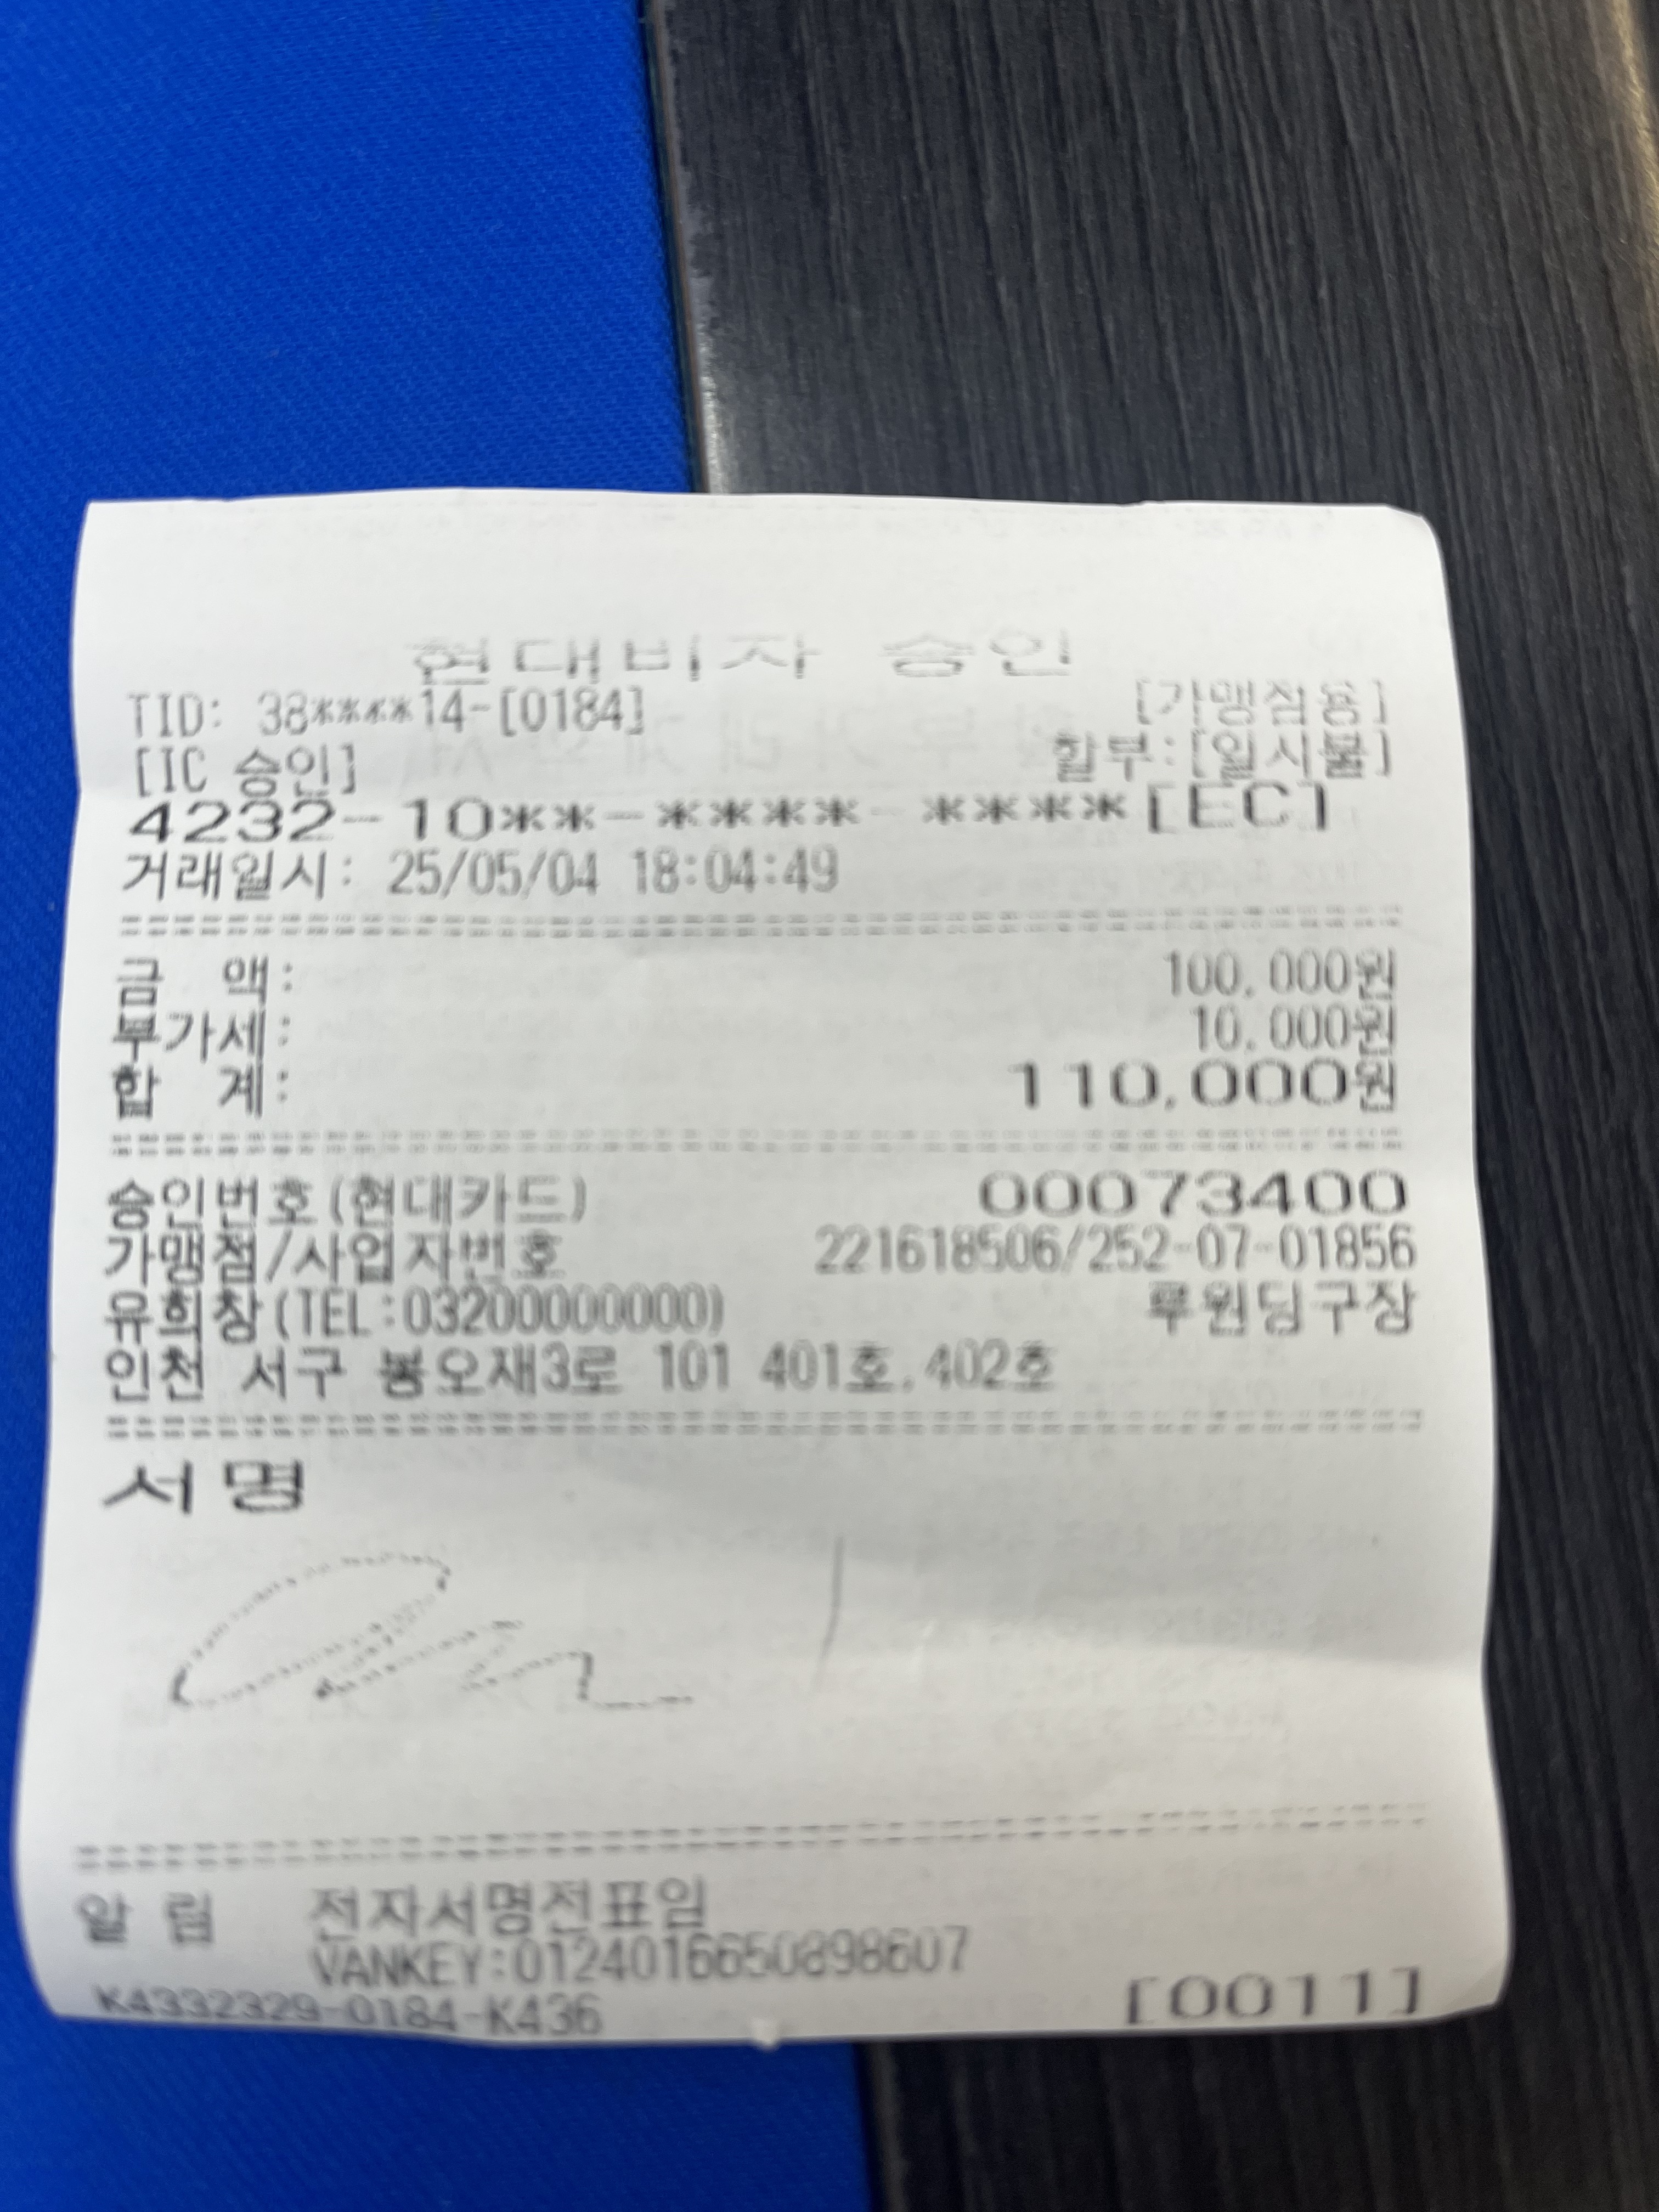 현대비자 승인
TID: 38****14-[0184] [가맹점용]
[IC 승인] 할부:[일시불]
4232-10**-****-****[EC]
거래일시: 25/05/04 18:04:49
금 액: 100,000원
부가세: 10,000원
합 계: 110,000원
승인번호(현대카드) 00073400
가맹점/사업자번호 221618506/252-07-01856
유희창(TEL:03200000000) 루원당구장
인천 서구 봉오재3로 101 401호,402호
서명
알 림 전자서명전표임
VANKEY:0124016650898607
K4332329-0184-K436 [0011]